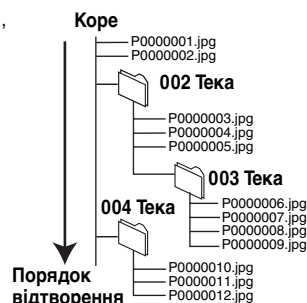 ,
Коре
P0000001.jpg
P0000002.jpg
002 Тека
P0000003.jpg
P0000004.jpg
P0000005.jpg
003 Тека
P0000006.jpg
P0000007.jpg
P0000008.jpg
P0000009.jpg
004 Тека
P0000010.jpg
P0000011.jpg
P0000012.jpg
Порядок
відтворення